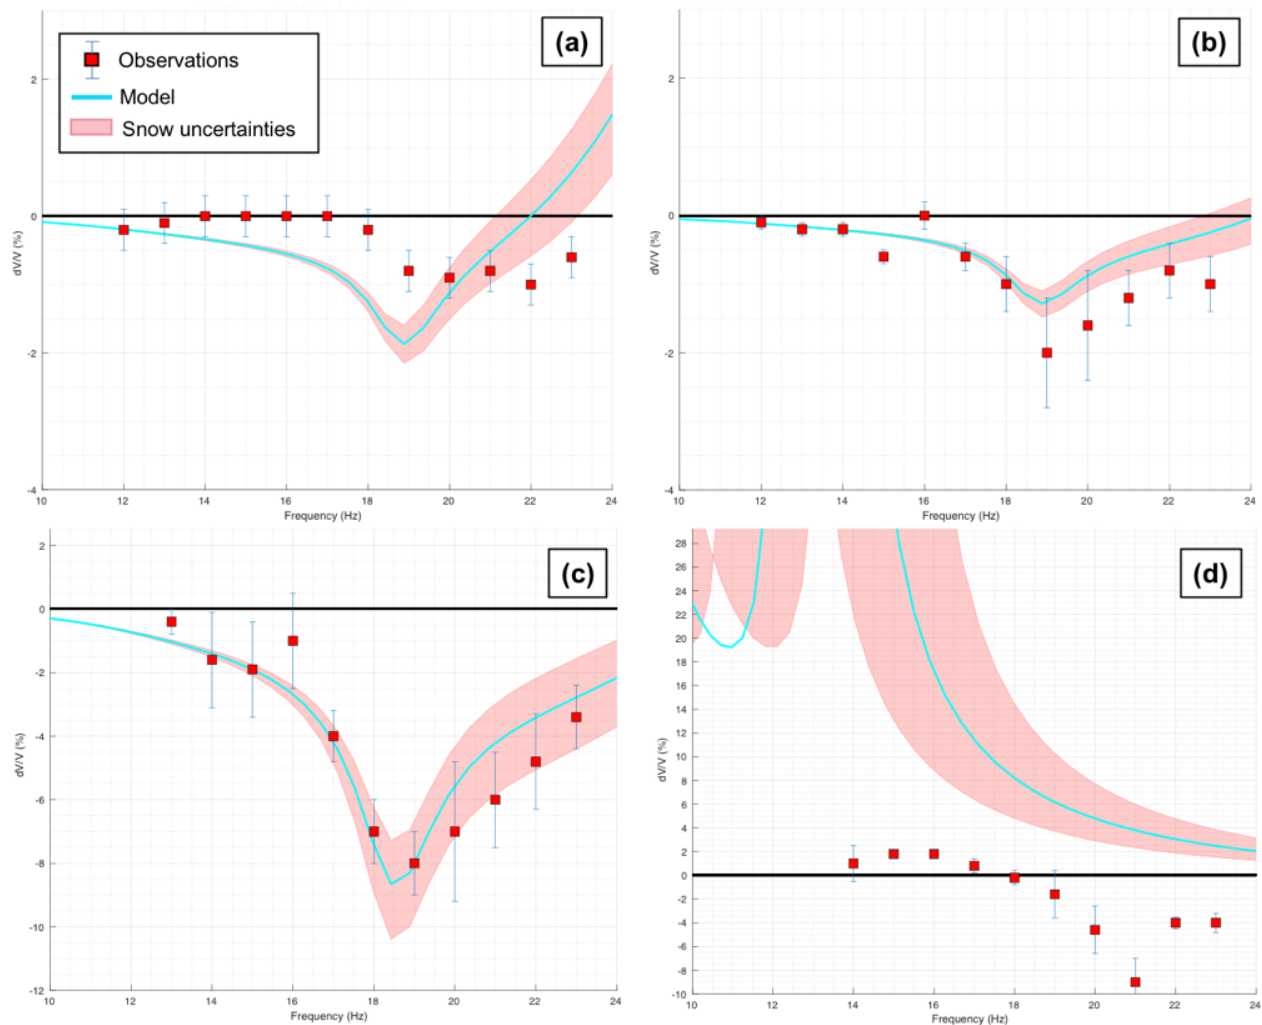 (a)
Observations
Model
Snow uncertainties
2
0
-2
-4
dV/V (%)
10 12 14 16 18 20 22 24
Frequency (Hz)
(b)
2
0
-2
-4
dV/V (%)
10 12 14 16 18 20 22 24
Frequency (Hz)
(c)
2
0
-2
-4
-6
-8
-10
-12
dV/V (%)
10 12 14 16 18 20 22 24
Frequency (Hz)
(d)
28
26
24
22
20
18
16
14
12
10
8
6
4
2
0
-2
-4
-6
-8
-10
dV/V (%)
10 12 14 16 18 20 22 24
Frequency (Hz)